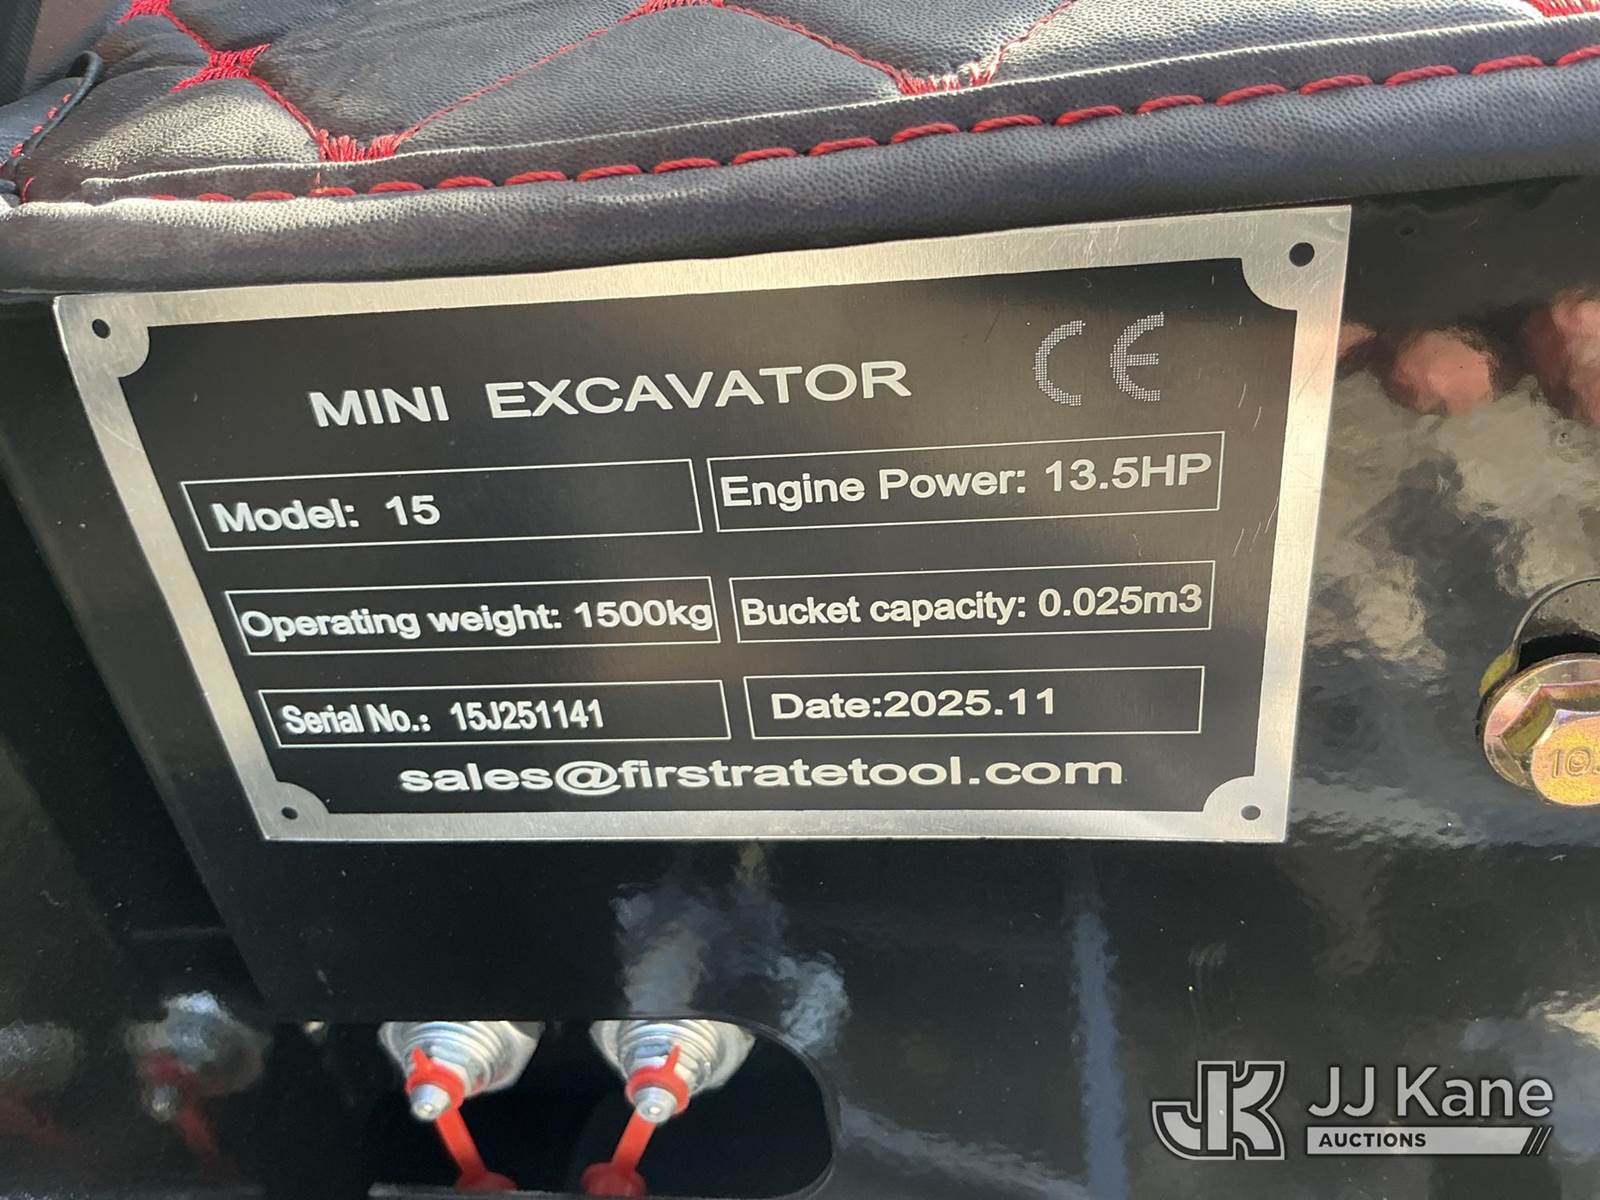 MINI EXCAVATOR CE
Model: 15
Engine Power: 13.5HP
Operating weight: 1500kg
Bucket capacity: 0.025m3
Serial No.: 15J251141
Date:2025.11
sales@firstratetool.com
JK JJ Kane
AUCTIONS